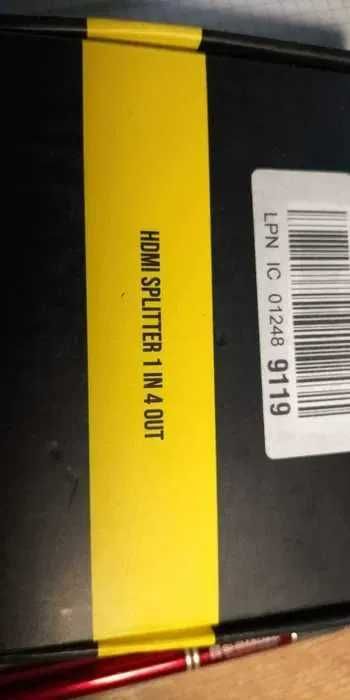 HDMI SPLITTER 1 IN 4 OUT
LPN IC 01248 9119